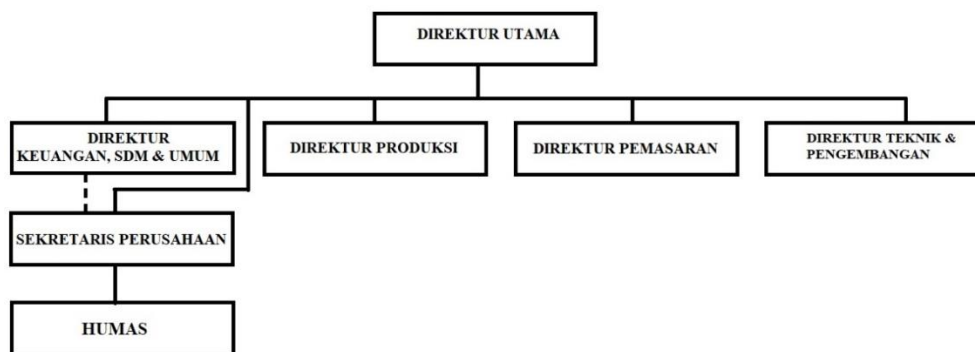 DIREKTUR UTAMA
DIREKTUR
KEUANGAN, SDM & UMUM
DIREKTUR PRODUKSI
DIREKTUR PEMASARAN
DIREKTUR TEKNIK &
PENGEMBANGAN
SEKRETARIS PERUSAHAAN
HUMAS